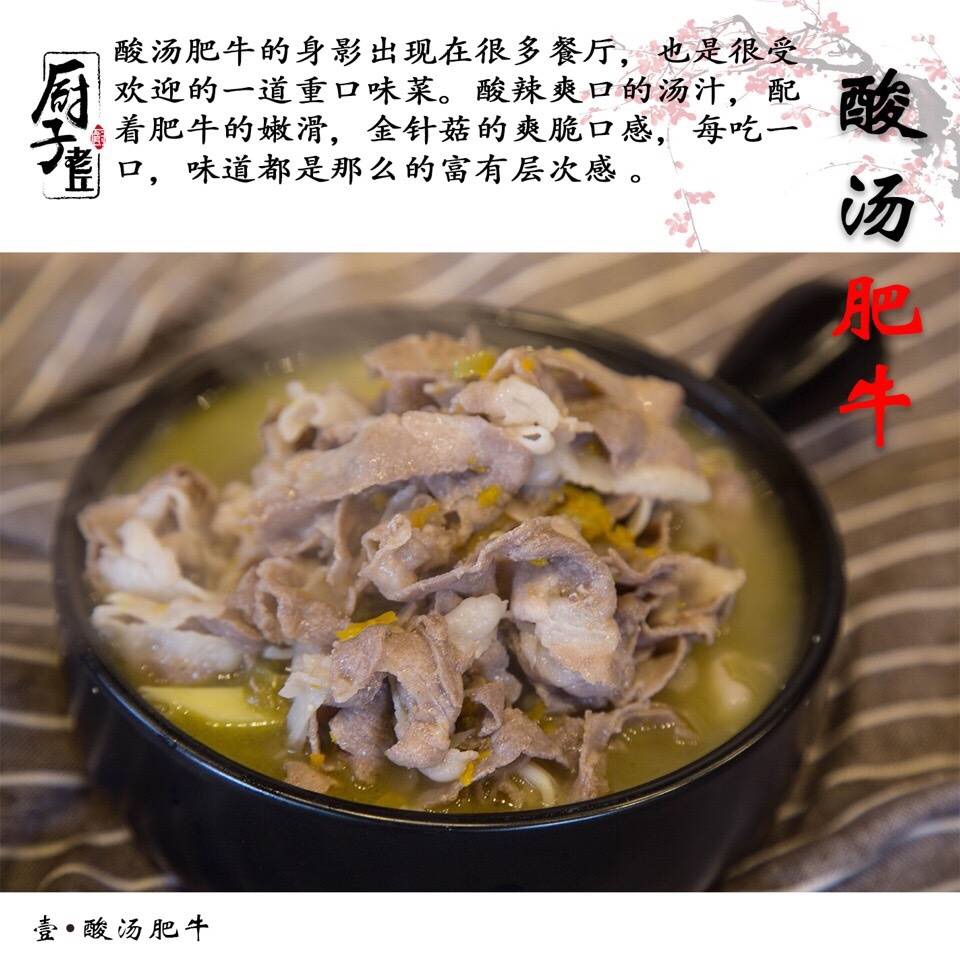 厨子耋
酸汤肥牛的身影出现在很多餐厅，也是很受
欢迎的一道重口味菜。酸辣爽口的汤汁，配
着肥牛的嫩滑，金针菇的爽脆口感，每吃一
口，味道都是那么的富有层次感 。
酸汤肥牛
壹•酸汤肥牛